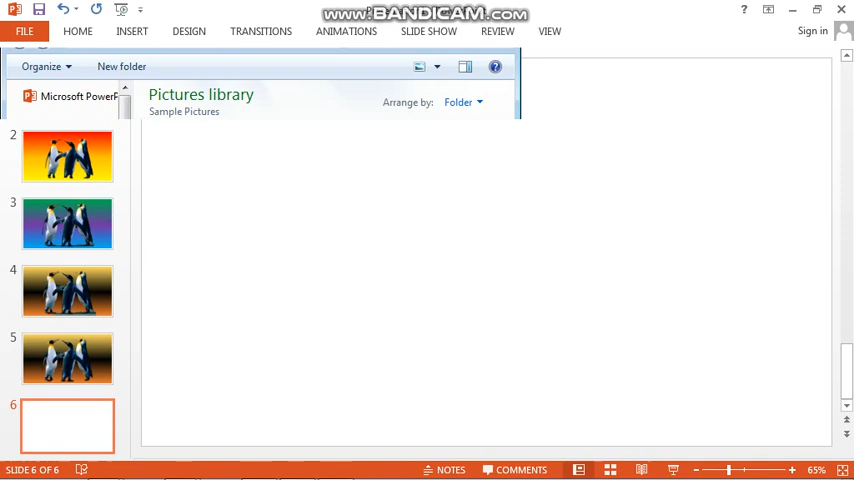 www.BANDICAM.com
FILE HOME INSERT DESIGN TRANSITIONS ANIMATIONS SLIDE SHOW REVIEW VIEW Sign in
Organize New folder
Microsoft PowerP
Pictures library
Sample Pictures
Arrange by: Folder
2
3
4
5
6
SLIDE 6 OF 6 NOTES COMMENTS 65%